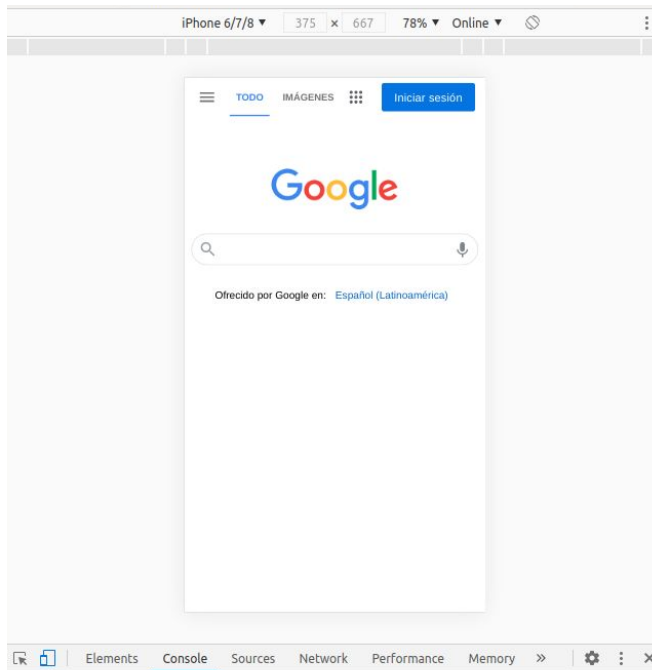 iPhone 6/7/8 ▼ 375 × 667 78% ▼ Online ▼
TODO IMÁGENES Iniciar sesión
Google
Ofrecido por Google en: Español (Latinoamérica)
Elements Console Sources Network Performance Memory »